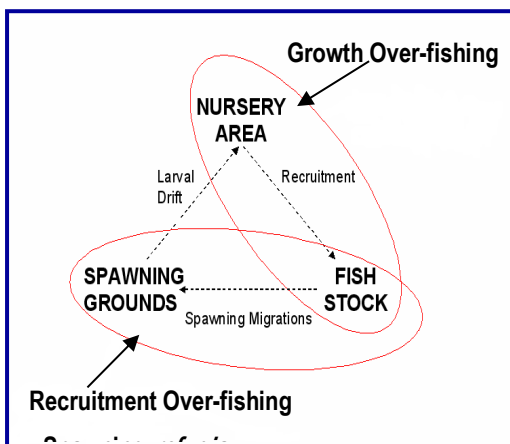 Growth Over-fishing
NURSERY
AREA
Larval
Drift
Recruitment
SPAWNING
GROUNDS
FISH
STOCK
Spawning Migrations
Recruitment Over-fishing